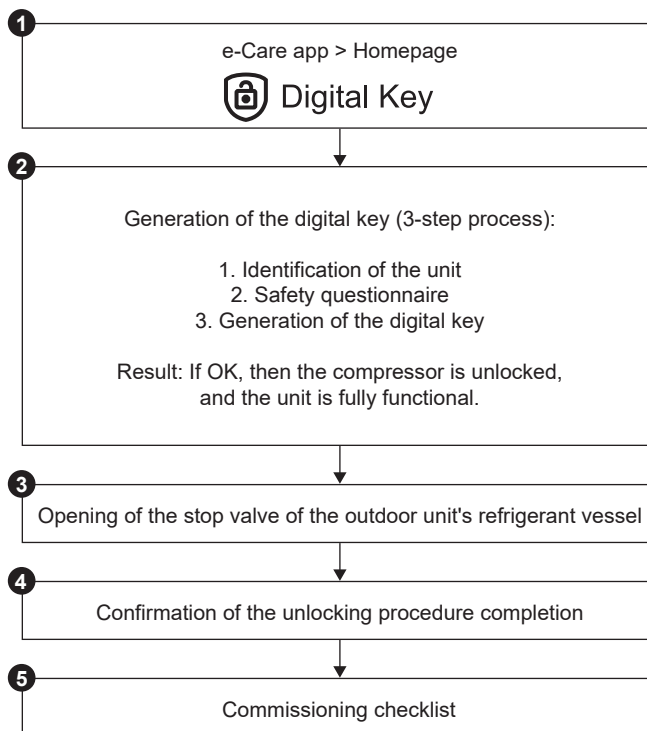 1
e-Care app > Homepage
Digital Key
2
Generation of the digital key (3-step process):
1. Identification of the unit
2. Safety questionnaire
3. Generation of the digital key
Result: If OK, then the compressor is unlocked,
and the unit is fully functional.
3
Opening of the stop valve of the outdoor unit's refrigerant vessel
4
Confirmation of the unlocking procedure completion
5
Commissioning checklist